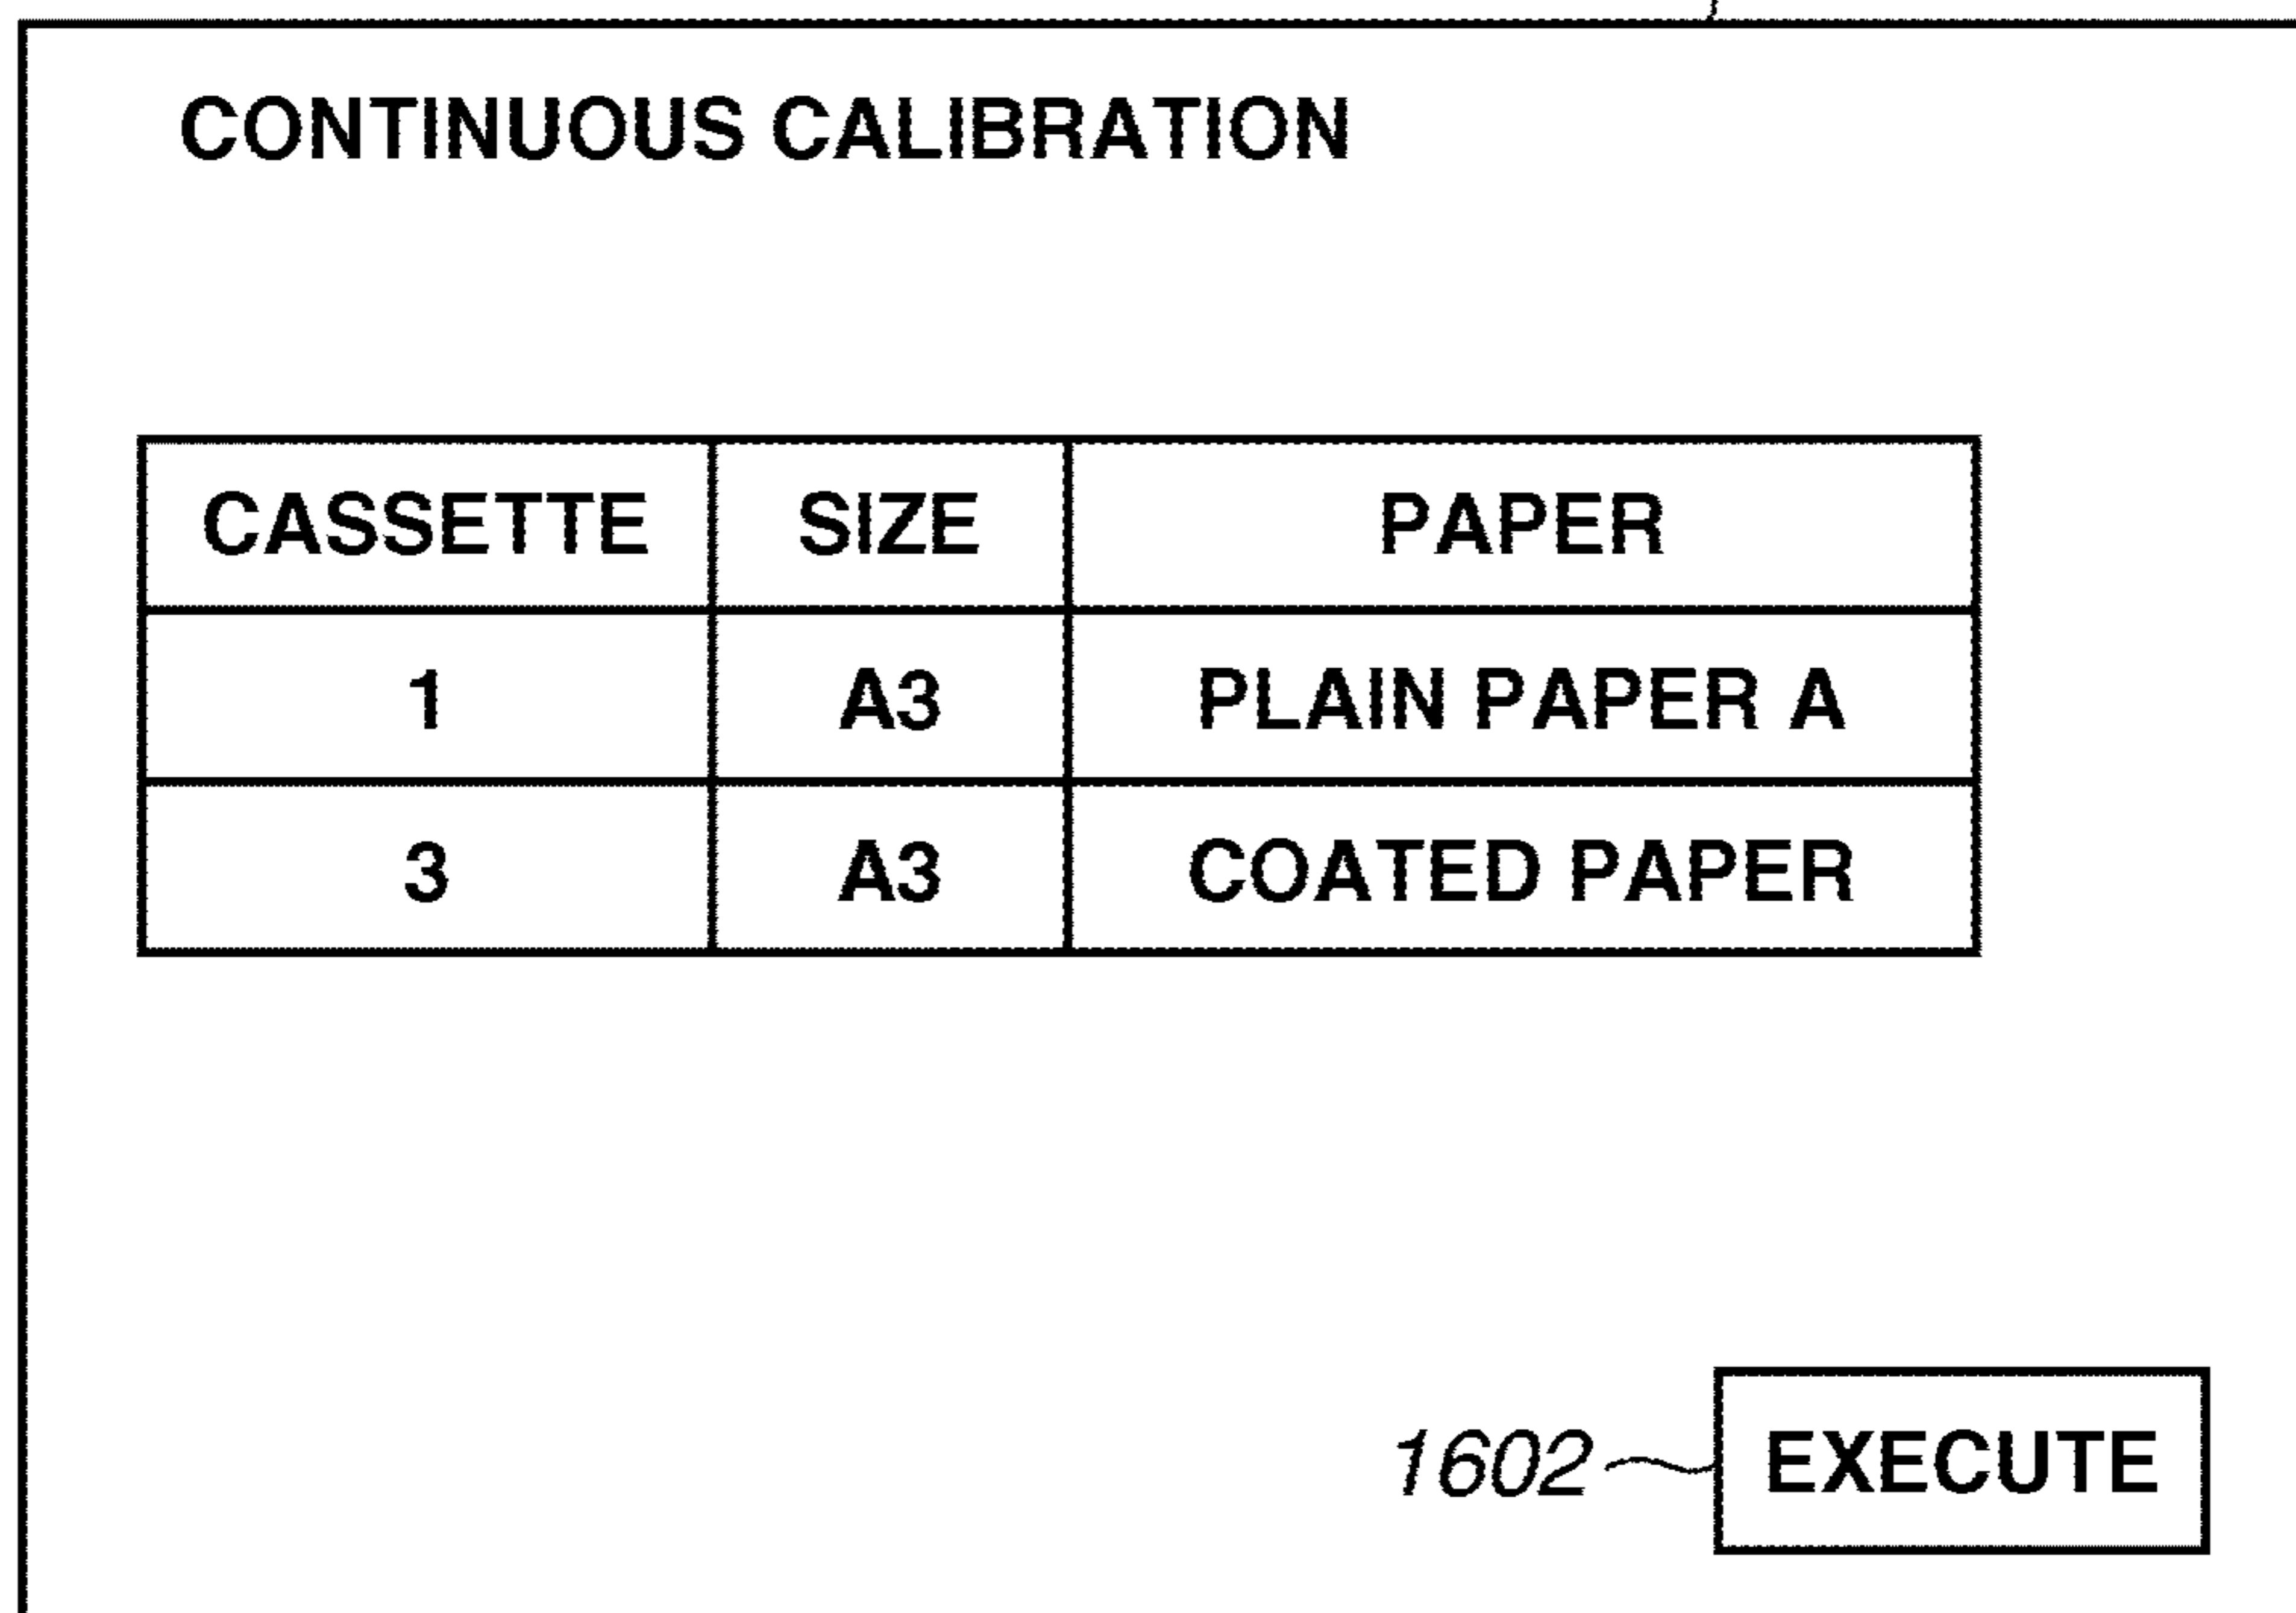 CONTINUOUS CALIBRATION
CASSETTE SIZE PAPER
1 A3 PLAIN PAPER A
3 A3 COATED PAPER
1602 EXECUTE